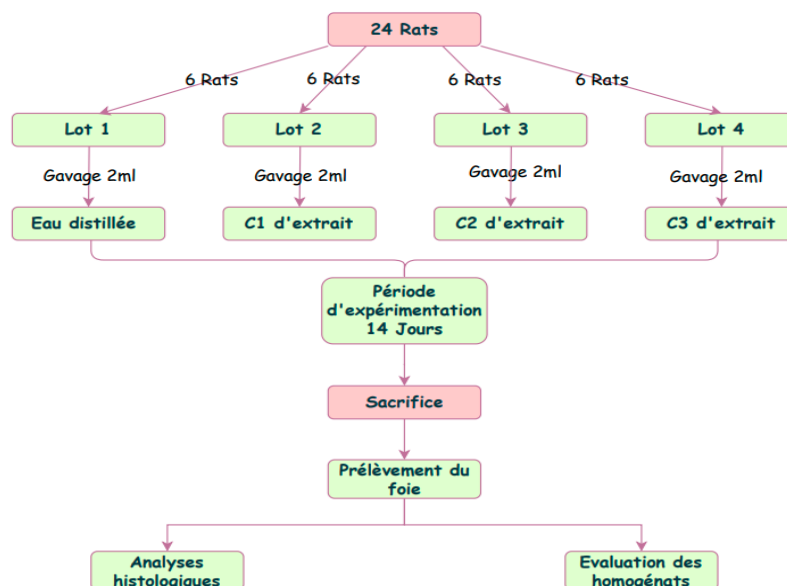 24 Rats
6 Rats
6 Rats
6 Rats
6 Rats
Lot 1
Lot 2
Lot 3
Lot 4
Gavage 2ml
Gavage 2ml
Gavage 2ml
Gavage 2ml
Eau distillée
C1 d'extrait
C2 d'extrait
C3 d'extrait
Période
d'expérimentation
14 Jours
Sacrifice
Prélèvement du
foie
Analyses
histologiques
Evaluation des
homogénats